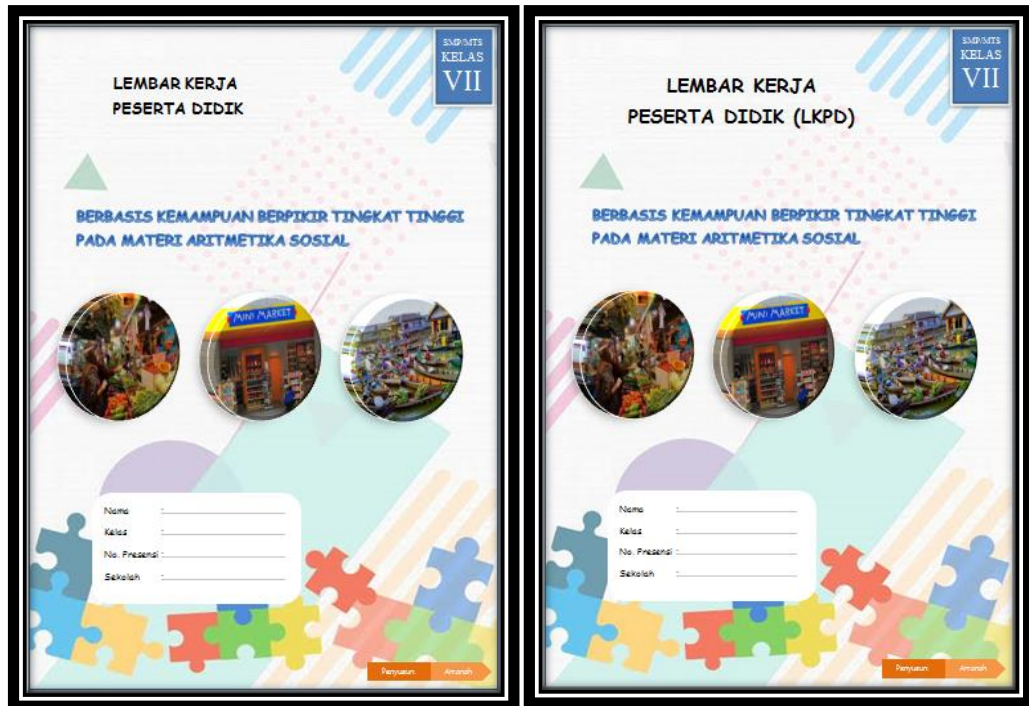 SMP/MTS
KELAS
VII
LEMBAR KERJA
PESERTA DIDIK
BERBASIS KEMAMPUAN BERPIKIR TINGKAT TINGGI
PADA MATERI ARITMETIKA SOSIAL
MINI MARKET
Nama :
Kelas :
No. Presensi :
Sekolah :
Penyusun: Amanah
SMP/MTS
KELAS
VII
LEMBAR KERJA
PESERTA DIDIK (LKPD)
BERBASIS KEMAMPUAN BERPIKIR TINGKAT TINGGI
PADA MATERI ARITMETIKA SOSIAL
MINI MARKET
Nama :
Kelas :
No. Presensi :
Sekolah :
Penyusun: Amanah